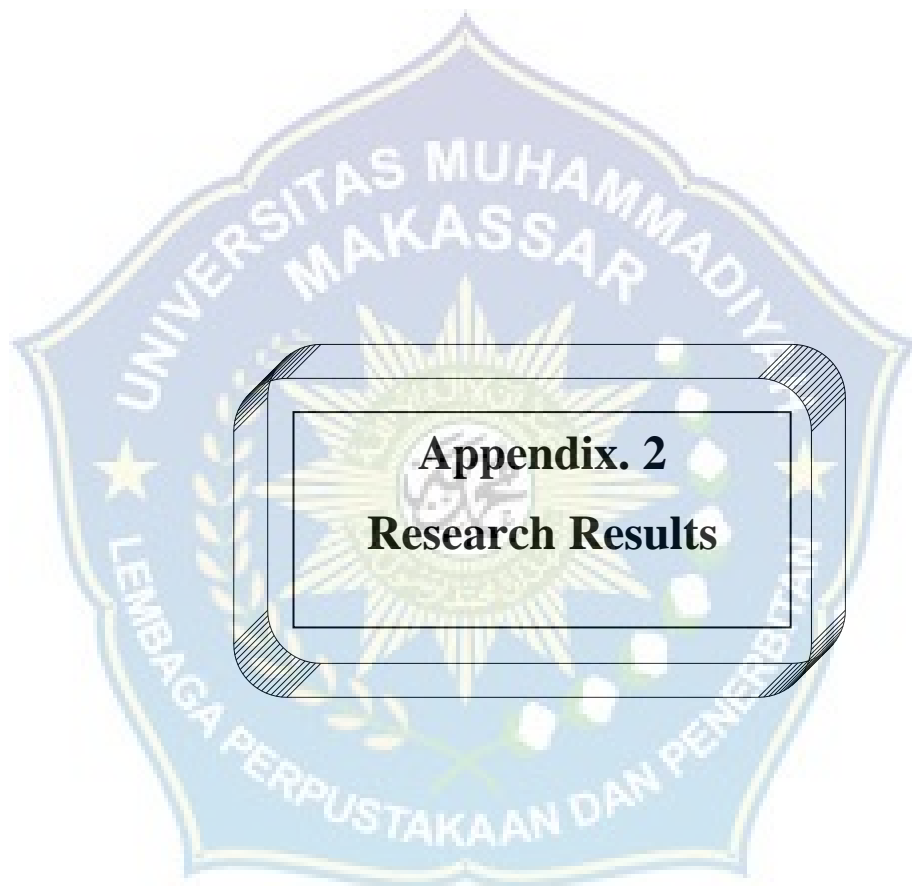 UNIVERSITAS MUHAMMADIYAH
MAKASSAR
Appendix. 2
Research Results
LEMBAGA PERPUSTAKAAN DAN PENERBITAN